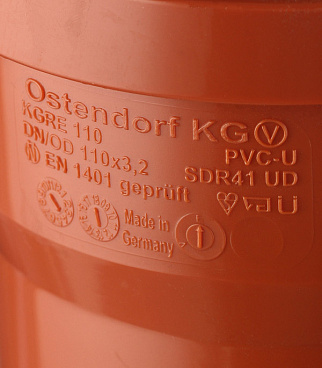 Ostendorf KG
KGRE 110 PVC-U
DN/OD 110x3,2 SDR41 UD
EN 1401 geprüft Ü
Made in
Germany